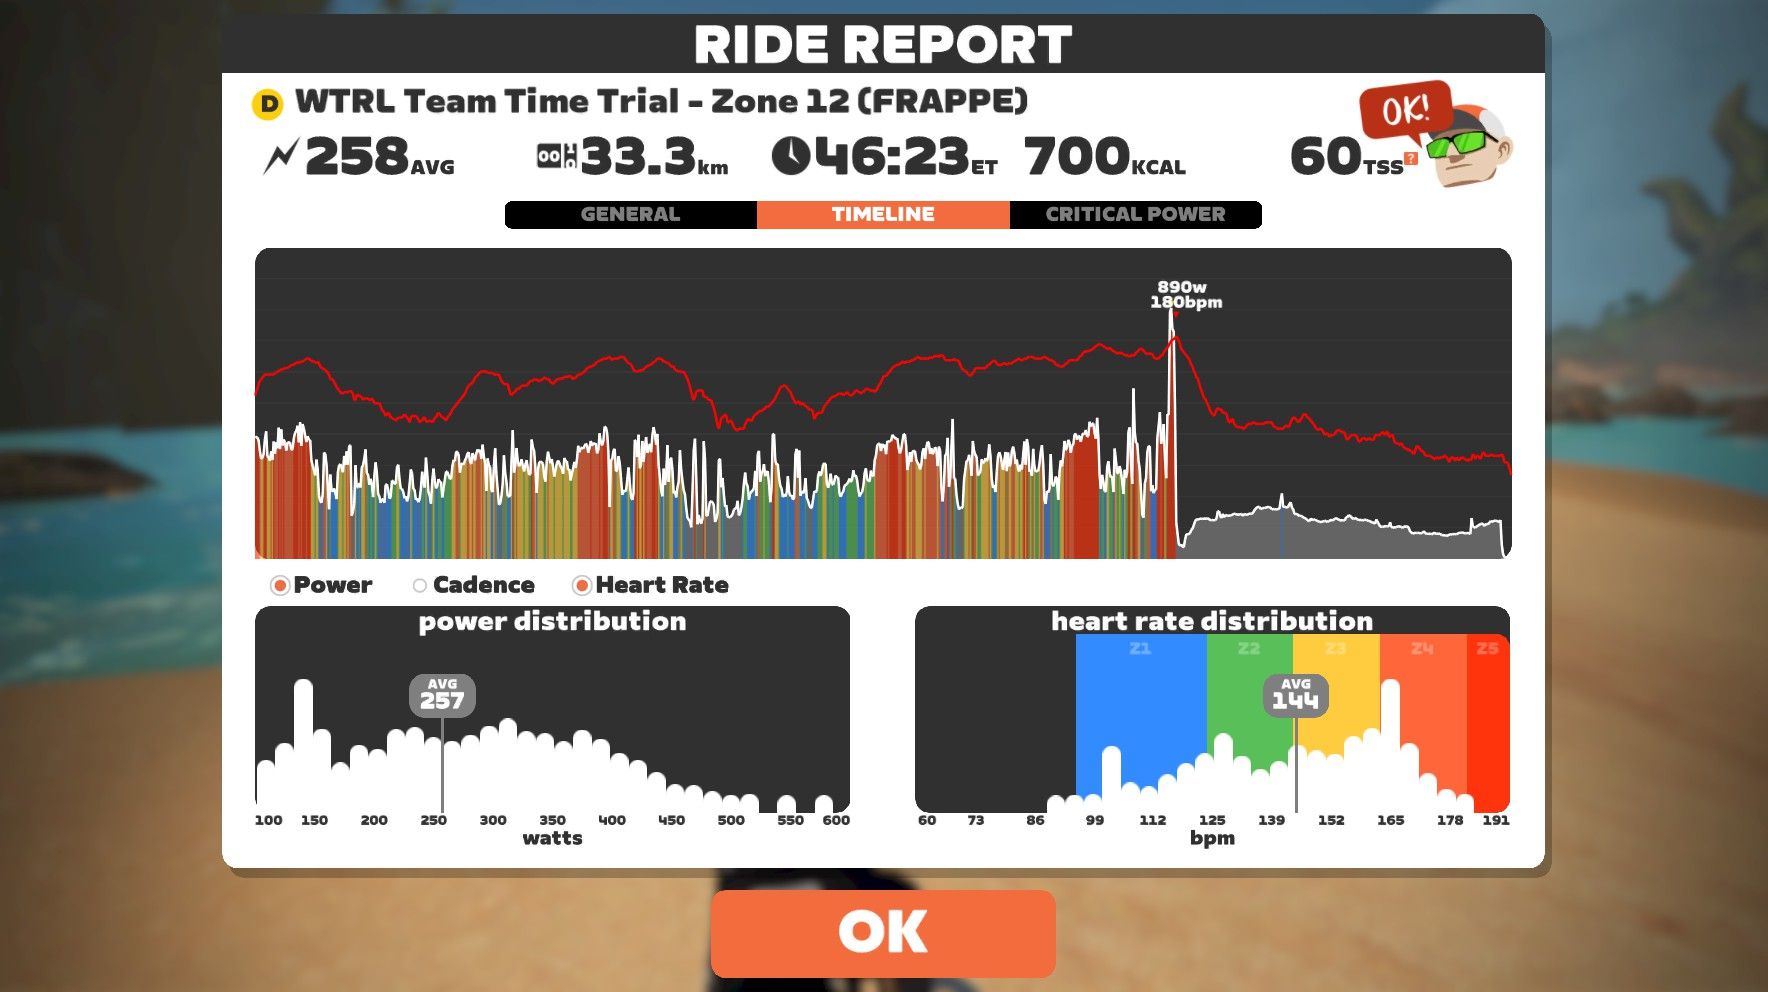 RIDE REPORT
D WTRL Team Time Trial - Zone 12 (FRAPPE)
OK!
258AVG 33.3km 46:23ET 700KCAL 60TSS?
GENERAL TIMELINE CRITICAL POWER
890w
180bpm
Power Cadence Heart Rate
power distribution
AVG
257
100 150 200 250 300 350 400 450 500 550 600
watts
heart rate distribution
Z1 Z2 Z3 Z4 Z5
AVG
144
60 73 86 99 112 125 139 152 165 178 191
bpm
OK